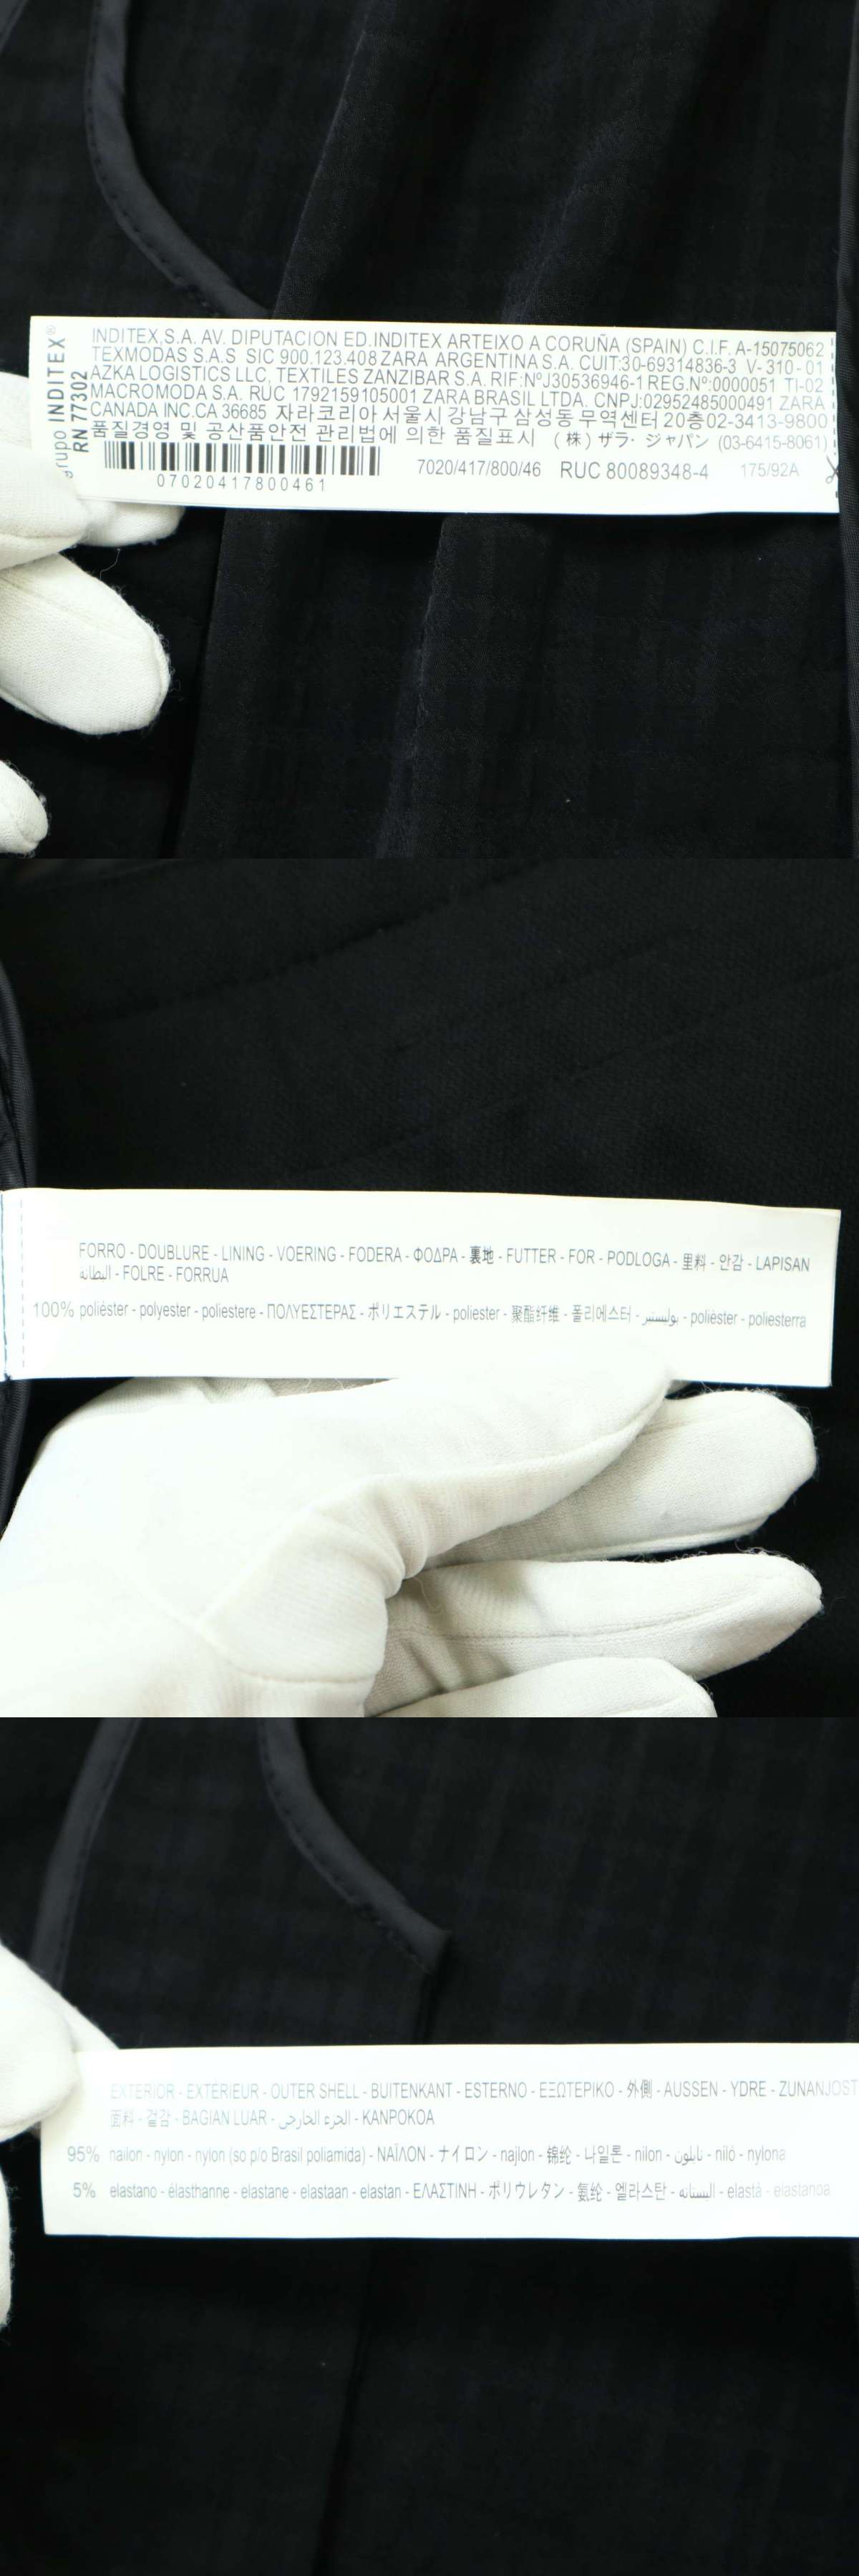 grupo INDITEX®
RN 77302
INDITEX,S.A. AV. DIPUTACION ED.INDITEX ARTEIXO A CORUÑA (SPAIN) C.I.F. A-15075062
TEXMODAS S.A.S SIC 900.123.408 ZARA ARGENTINA S.A. CUIT:30-69314836-3 V-310-01
AZKA LOGISTICS LLC, TEXTILES ZANZIBAR S.A. RIF:NºJ30536946-1 REG.Nº:0000051 TI-02
MACROMODA S.A. RUC 1792159105001 ZARA BRASIL LTDA. CNPJ:02952485000491 ZARA
CANADA INC.CA 36685 자라코리아 서울시 강남구 삼성동 무역센터 20층02-3413-9800
품질경영 및 공산품안전 관리법에 의한 품질표시 (株) ザラ・ジャパン (03-6415-8061)
07020417800461
7020/417/800/46 RUC 80089348-4 175/92A
FORRO - DOUBLURE - LINING - VOERING - FODERA - ΦΟΔΡΑ - 裏地 - FUTTER - FOR - PODLOGA - 里料 - 안감 - LAPISAN
البطانة - FOLRE - FORRUA
100% poliéster - polyester - poliestere - ΠΟΛΥΕΣΤΕΡΑΣ - ポリエステル - poliester - 聚酯纤维 - 폴리에스터 - بوليستير - polièster - poliesterra
EXTERIOR - EXTÉRIEUR - OUTER SHELL - BUITENKANT - ESTERNO - ΕΞΩΤΕΡΙΚΟ - 外側 - AUSSEN - YDRE - ZUNANJOST
面料 - 겉감 - BAGIAN LUAR - الجزء الخارجي - KANPOKOA
95% nailon - nylon - nylon (so p/o Brasil poliamida) - ΝΑΪΛΟΝ - ナイロン - najlon - 锦纶 - 나일론 - nilon - نايلون - niló - nylona
5% elastano - élasthanne - elastane - elastaan - elastan - ΕΛΑΣΤΙΝΗ - ポリウレタン - 氨纶 - 엘라스탄 - الستانه - elastà - elastanoa